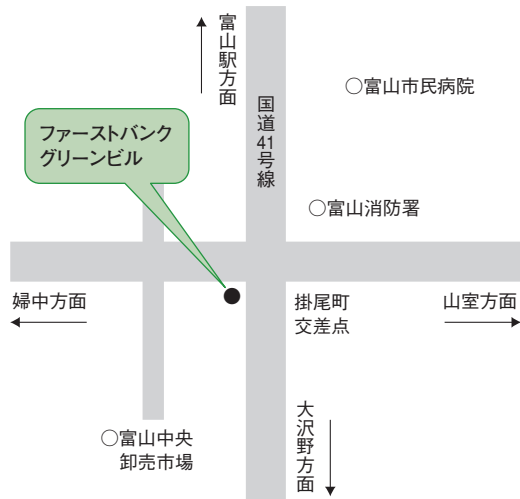 富山駅方面
国道41号線
○富山市民病院
ファーストバンク
グリーンビル
○富山消防署
婦中方面
掛尾町
交差点
山室方面
大沢野方面
○富山中央
卸売市場